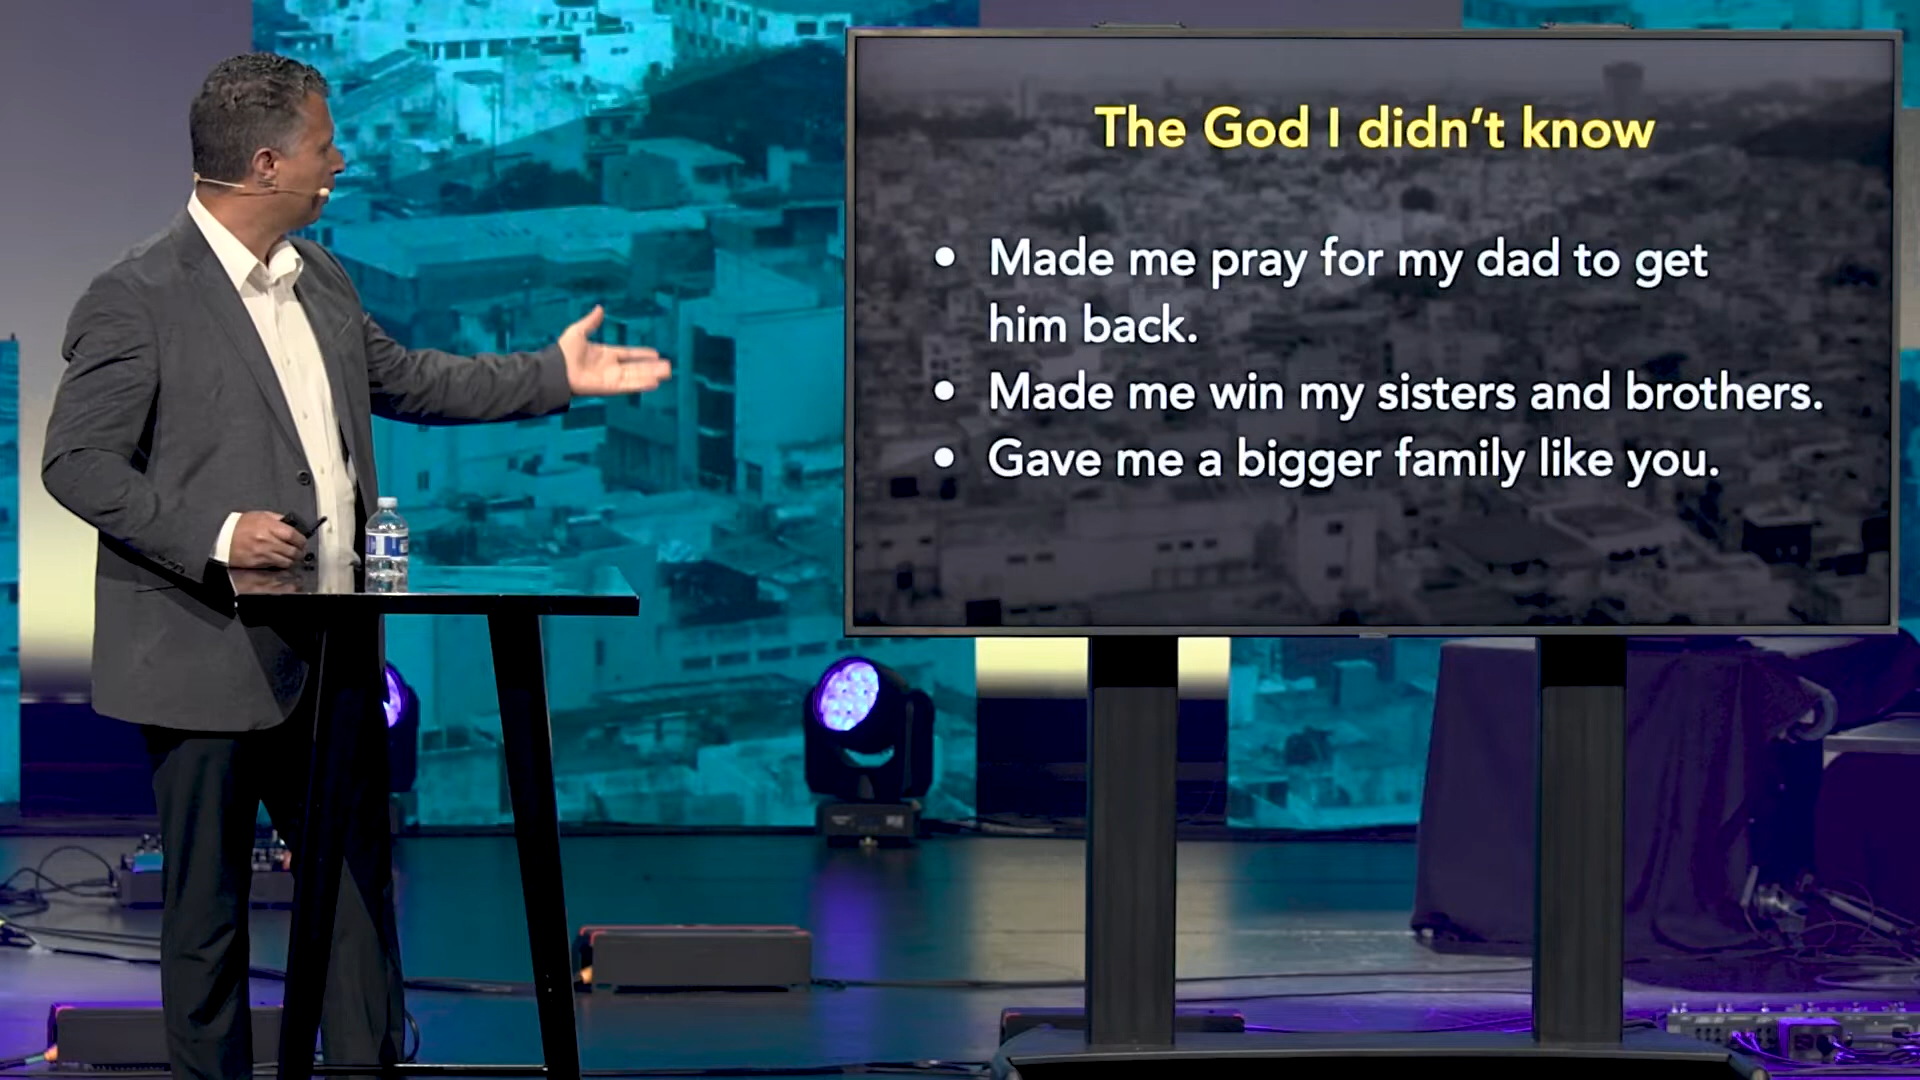 The God I didn't know
• Made me pray for my dad to get
him back.
• Made me win my sisters and brothers.
• Gave me a bigger family like you.